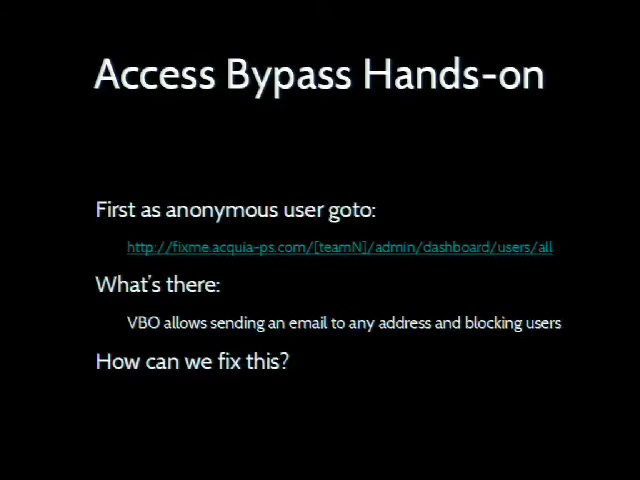 Access Bypass Hands-on
First as anonymous user goto:
http://fixme.acquia-ps.com/[teamN]/admin/dashboard/users/all
What's there:
VBO allows sending an email to any address and blocking users
How can we fix this?